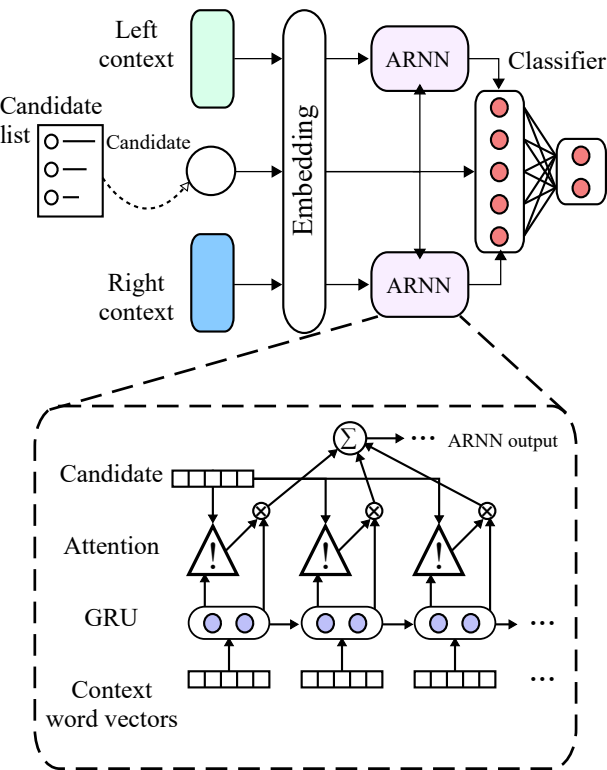 Left
context
ARNN
Classifier
Candidate
list
Candidate
Embedding
Right
context
ARNN
Σ
... ARNN output
Candidate
Attention
! ! !
GRU
...
Context
word vectors
...